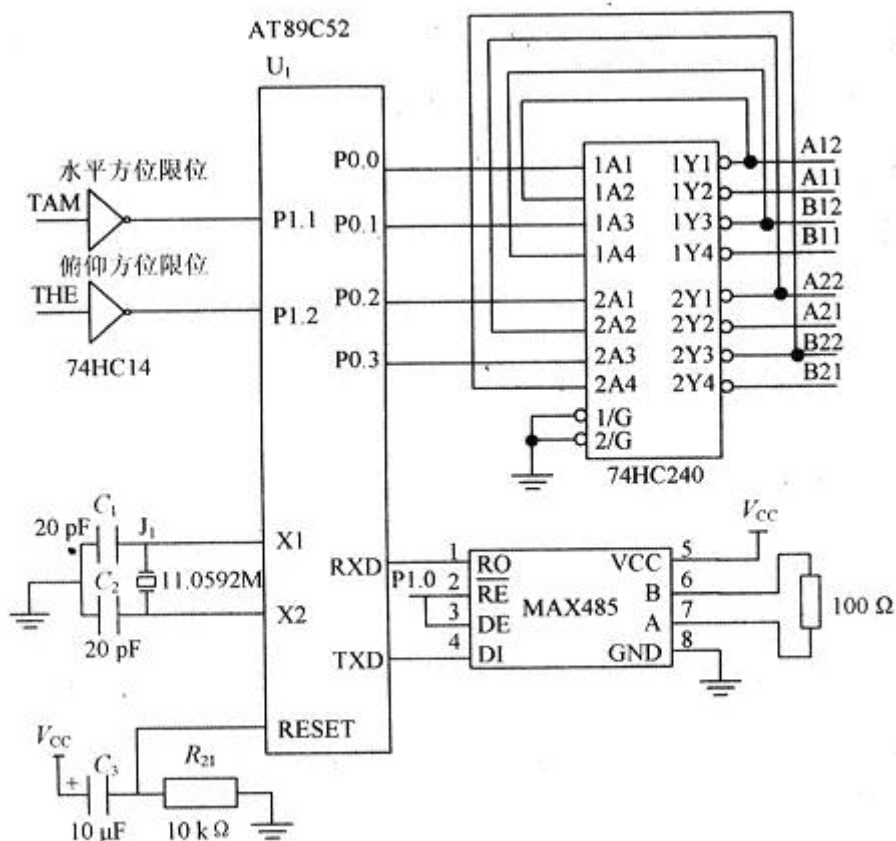 AT89C52
U1
水平方位限位
TAM
俯仰方位限位
THE
74HC14
P1.1
P1.2
P0.0
P0.1
P0.2
P0.3
1A1 1Y1
1A2 1Y2
1A3 1Y3
1A4 1Y4
2A1 2Y1
2A2 2Y2
2A3 2Y3
2A4 2Y4
1/G
2/G
74HC240
A12
A11
B12
B11
A22
A21
B22
B21
C1
20 pF
J1
11.0592M
C2
20 pF
X1
X2
RXD
TXD
RESET
P1.0
1
2
3
4
RO VCC
RE B
DE A
DI GND
MAX485
5
6
7
8
VCC
100 Ω
VCC
+
C3
10 μF
R21
10 k Ω